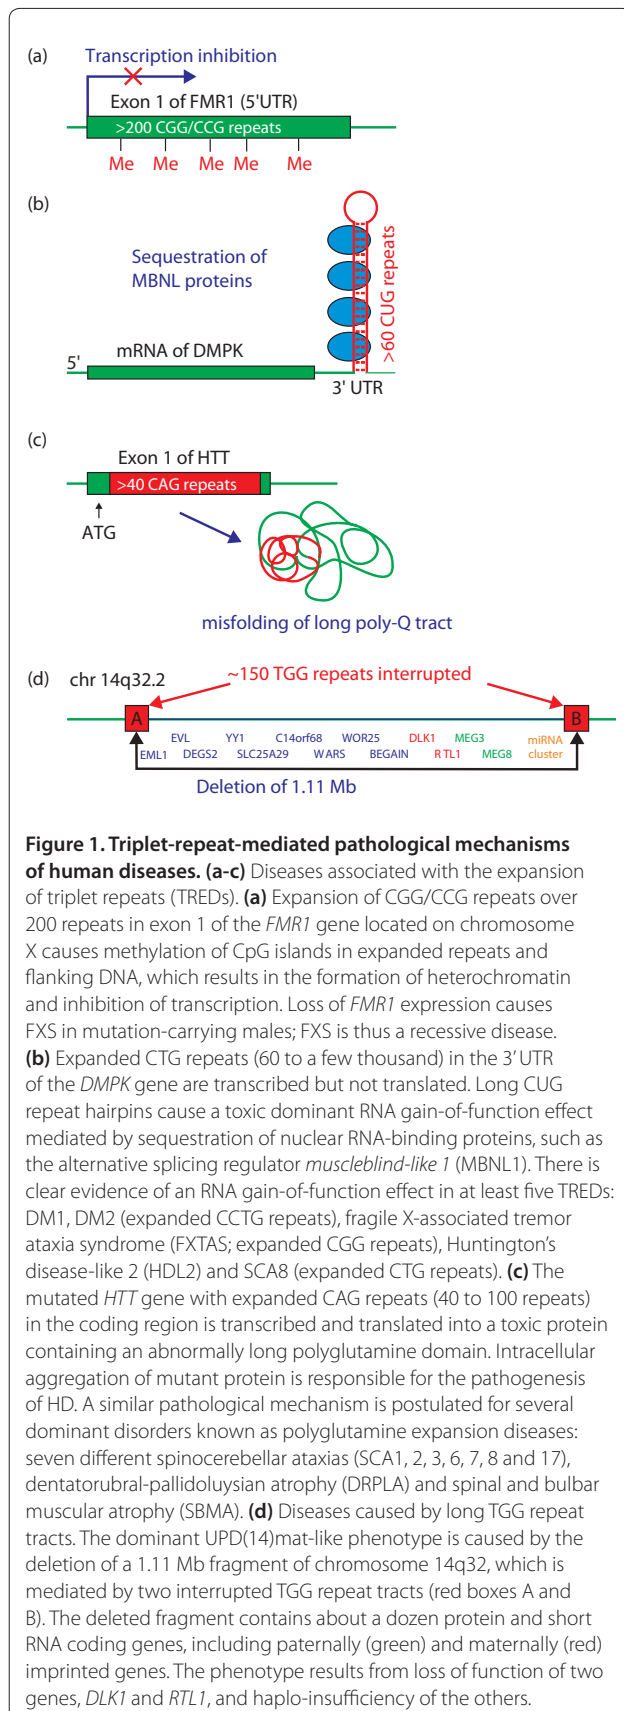 (a)
Transcription inhibition
Exon 1 of FMR1 (5'UTR)
>200 CGG/CCG repeats
Me Me Me Me Me
(b)
Sequestration of
MBNL proteins
>60 CUG repeats
5'
mRNA of DMPK
3' UTR
(c)
Exon 1 of HTT
>40 CAG repeats
ATG
misfolding of long poly-Q tract
(d)
chr 14q32.2
~150 TGG repeats interrupted
A
B
EVL YY1 C14orf68 WOR25 DLK1 MEG3 miRNA
EML1 DEGS2 SLC25A29 WARS BEGAIN RTL1 MEG8 cluster
Deletion of 1.11 Mb
Figure 1. Triplet-repeat-mediated pathological mechanisms
of human diseases. (a-c) Diseases associated with the expansion
of triplet repeats (TREDs). (a) Expansion of CGG/CCG repeats over
200 repeats in exon 1 of the FMR1 gene located on chromosome
X causes methylation of CpG islands in expanded repeats and
flanking DNA, which results in the formation of heterochromatin
and inhibition of transcription. Loss of FMR1 expression causes
FXS in mutation-carrying males; FXS is thus a recessive disease.
(b) Expanded CTG repeats (60 to a few thousand) in the 3' UTR
of the DMPK gene are transcribed but not translated. Long CUG
repeat hairpins cause a toxic dominant RNA gain-of-function effect
mediated by sequestration of nuclear RNA-binding proteins, such as
the alternative splicing regulator muscleblind-like 1 (MBNL1). There is
clear evidence of an RNA gain-of-function effect in at least five TREDs:
DM1, DM2 (expanded CCTG repeats), fragile X-associated tremor
ataxia syndrome (FXTAS; expanded CGG repeats), Huntington's
disease-like 2 (HDL2) and SCA8 (expanded CTG repeats). (c) The
mutated HTT gene with expanded CAG repeats (40 to 100 repeats)
in the coding region is transcribed and translated into a toxic protein
containing an abnormally long polyglutamine domain. Intracellular
aggregation of mutant protein is responsible for the pathogenesis
of HD. A similar pathological mechanism is postulated for several
dominant disorders known as polyglutamine expansion diseases:
seven different spinocerebellar ataxias (SCA1, 2, 3, 6, 7, 8 and 17),
dentatorubral-pallidoluysian atrophy (DRPLA) and spinal and bulbar
muscular atrophy (SBMA). (d) Diseases caused by long TGG repeat
tracts. The dominant UPD(14)mat-like phenotype is caused by the
deletion of a 1.11 Mb fragment of chromosome 14q32, which is
mediated by two interrupted TGG repeat tracts (red boxes A and
B). The deleted fragment contains about a dozen protein and short
RNA coding genes, including paternally (green) and maternally (red)
imprinted genes. The phenotype results from loss of function of two
genes, DLK1 and RTL1, and haplo-insufficiency of the others.